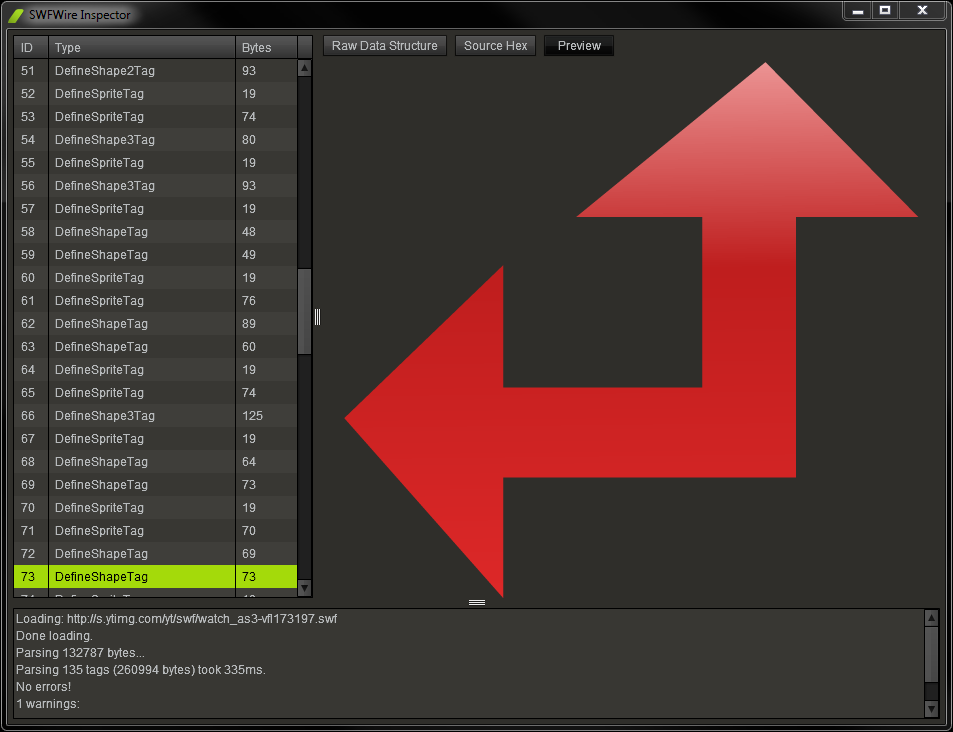 SWFWire Inspector
ID Type Bytes Raw Data Structure Source Hex Preview
51 DefineShape2Tag 93
52 DefineSpriteTag 19
53 DefineSpriteTag 74
54 DefineShape3Tag 80
55 DefineSpriteTag 19
56 DefineShape3Tag 93
57 DefineSpriteTag 19
58 DefineShapeTag 48
59 DefineShapeTag 49
60 DefineSpriteTag 19
61 DefineSpriteTag 76
62 DefineShapeTag 89
63 DefineShapeTag 60
64 DefineSpriteTag 19
65 DefineSpriteTag 74
66 DefineShape3Tag 125
67 DefineSpriteTag 19
68 DefineShapeTag 64
69 DefineShapeTag 73
70 DefineSpriteTag 19
71 DefineSpriteTag 70
72 DefineShapeTag 69
73 DefineShapeTag 73
Loading: http://s.ytimg.com/yt/swf/watch_as3-vfl173197.swf
Done loading.
Parsing 132787 bytes...
Parsing 135 tags (260994 bytes) took 335ms.
No errors!
1 warnings: